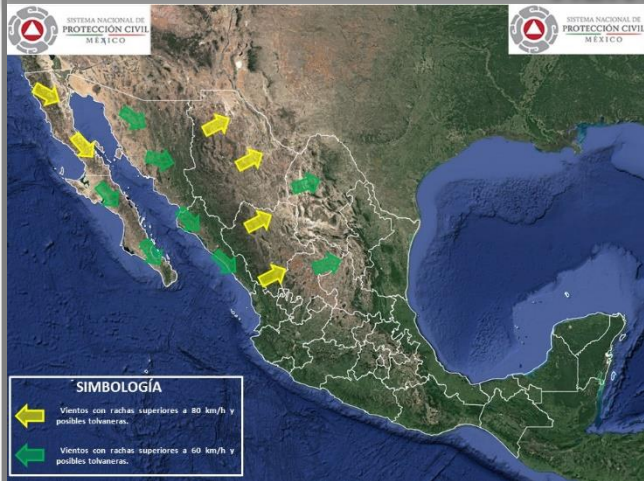 SISTEMA NACIONAL DE
PROTECCIÓN CIVIL
MÉXICO
SISTEMA NACIONAL DE
PROTECCIÓN CIVIL
MÉXICO
SIMBOLOGÍA
Vientos con rachas superiores a 80 km/h y
posibles tolvaneras.
Vientos con rachas superiores a 60 km/h y
posibles tolvaneras.